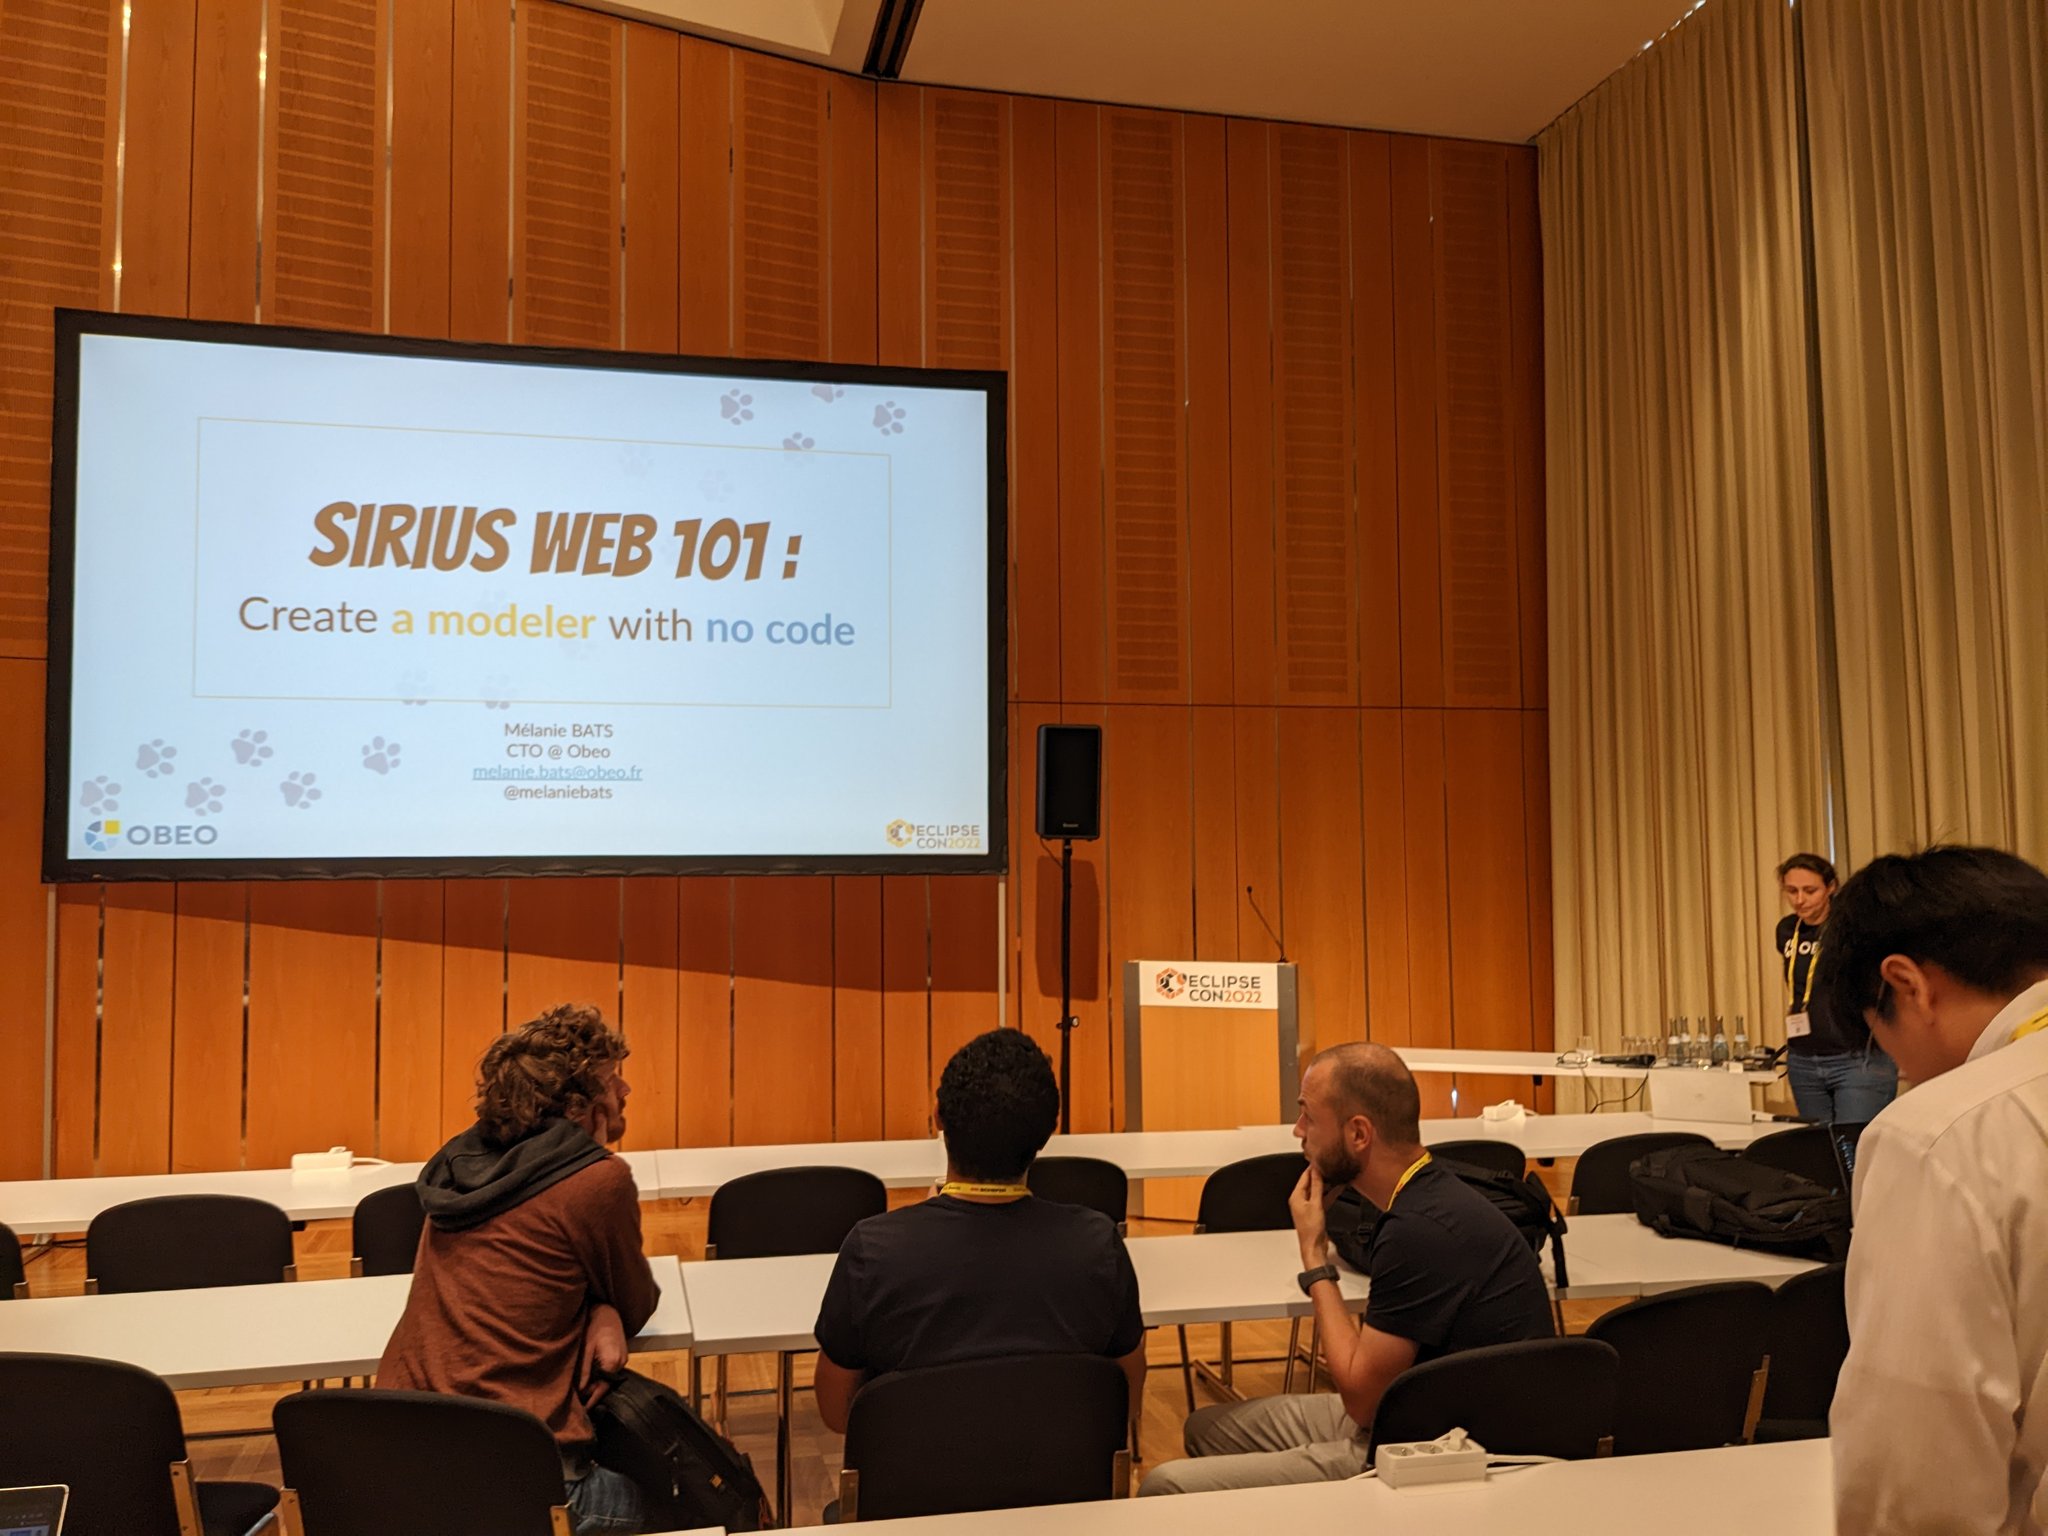 SIRIUS WEB 101 :
Create a modeler with no code
Mélanie BATS
CTO @ Obeo
melanie.bats@obeo.fr
@melaniebats
OBEO
ECLIPSE
CON2022
ECLIPSE
CON2022